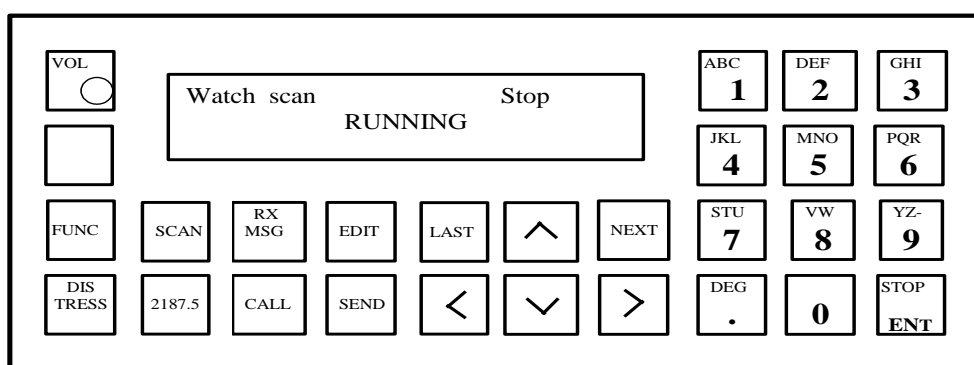 VOL
Watch scan Stop
RUNNING
ABC
1
DEF
2
GHI
3
JKL
4
MNO
5
PQR
6
FUNC
SCAN
RX
MSG
EDIT
LAST
NEXT
STU
7
VW
8
YZ-
9
DIS
TRESS
2187.5
CALL
SEND
DEG
.
0
STOP
ENT